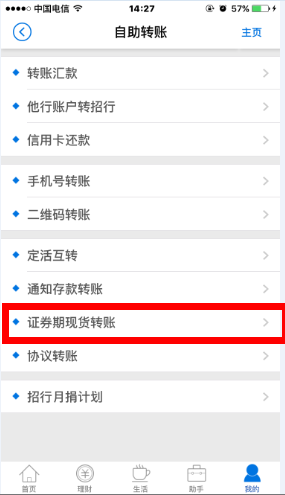 中国电信 14:27 57%
自助转账 主页
转账汇款
他行账户转招行
信用卡还款
手机号转账
二维码转账
定活互转
通知存款转账
证券期现货转账
协议转账
招行月捐计划
首页 理财 生活 助手 我的